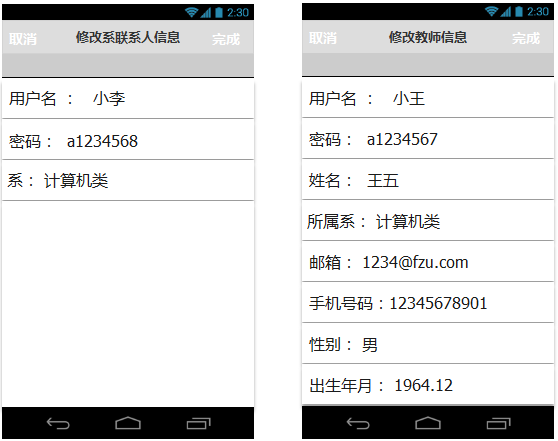 2:30
取消 修改系联系人信息 完成
用户名 ： 小李
密码： a1234568
系： 计算机类
2:30
取消 修改教师信息 完成
用户名 ： 小王
密码： a1234567
姓名： 王五
所属系： 计算机类
邮箱： 1234@fzu.com
手机号码：12345678901
性别： 男
出生年月： 1964.12